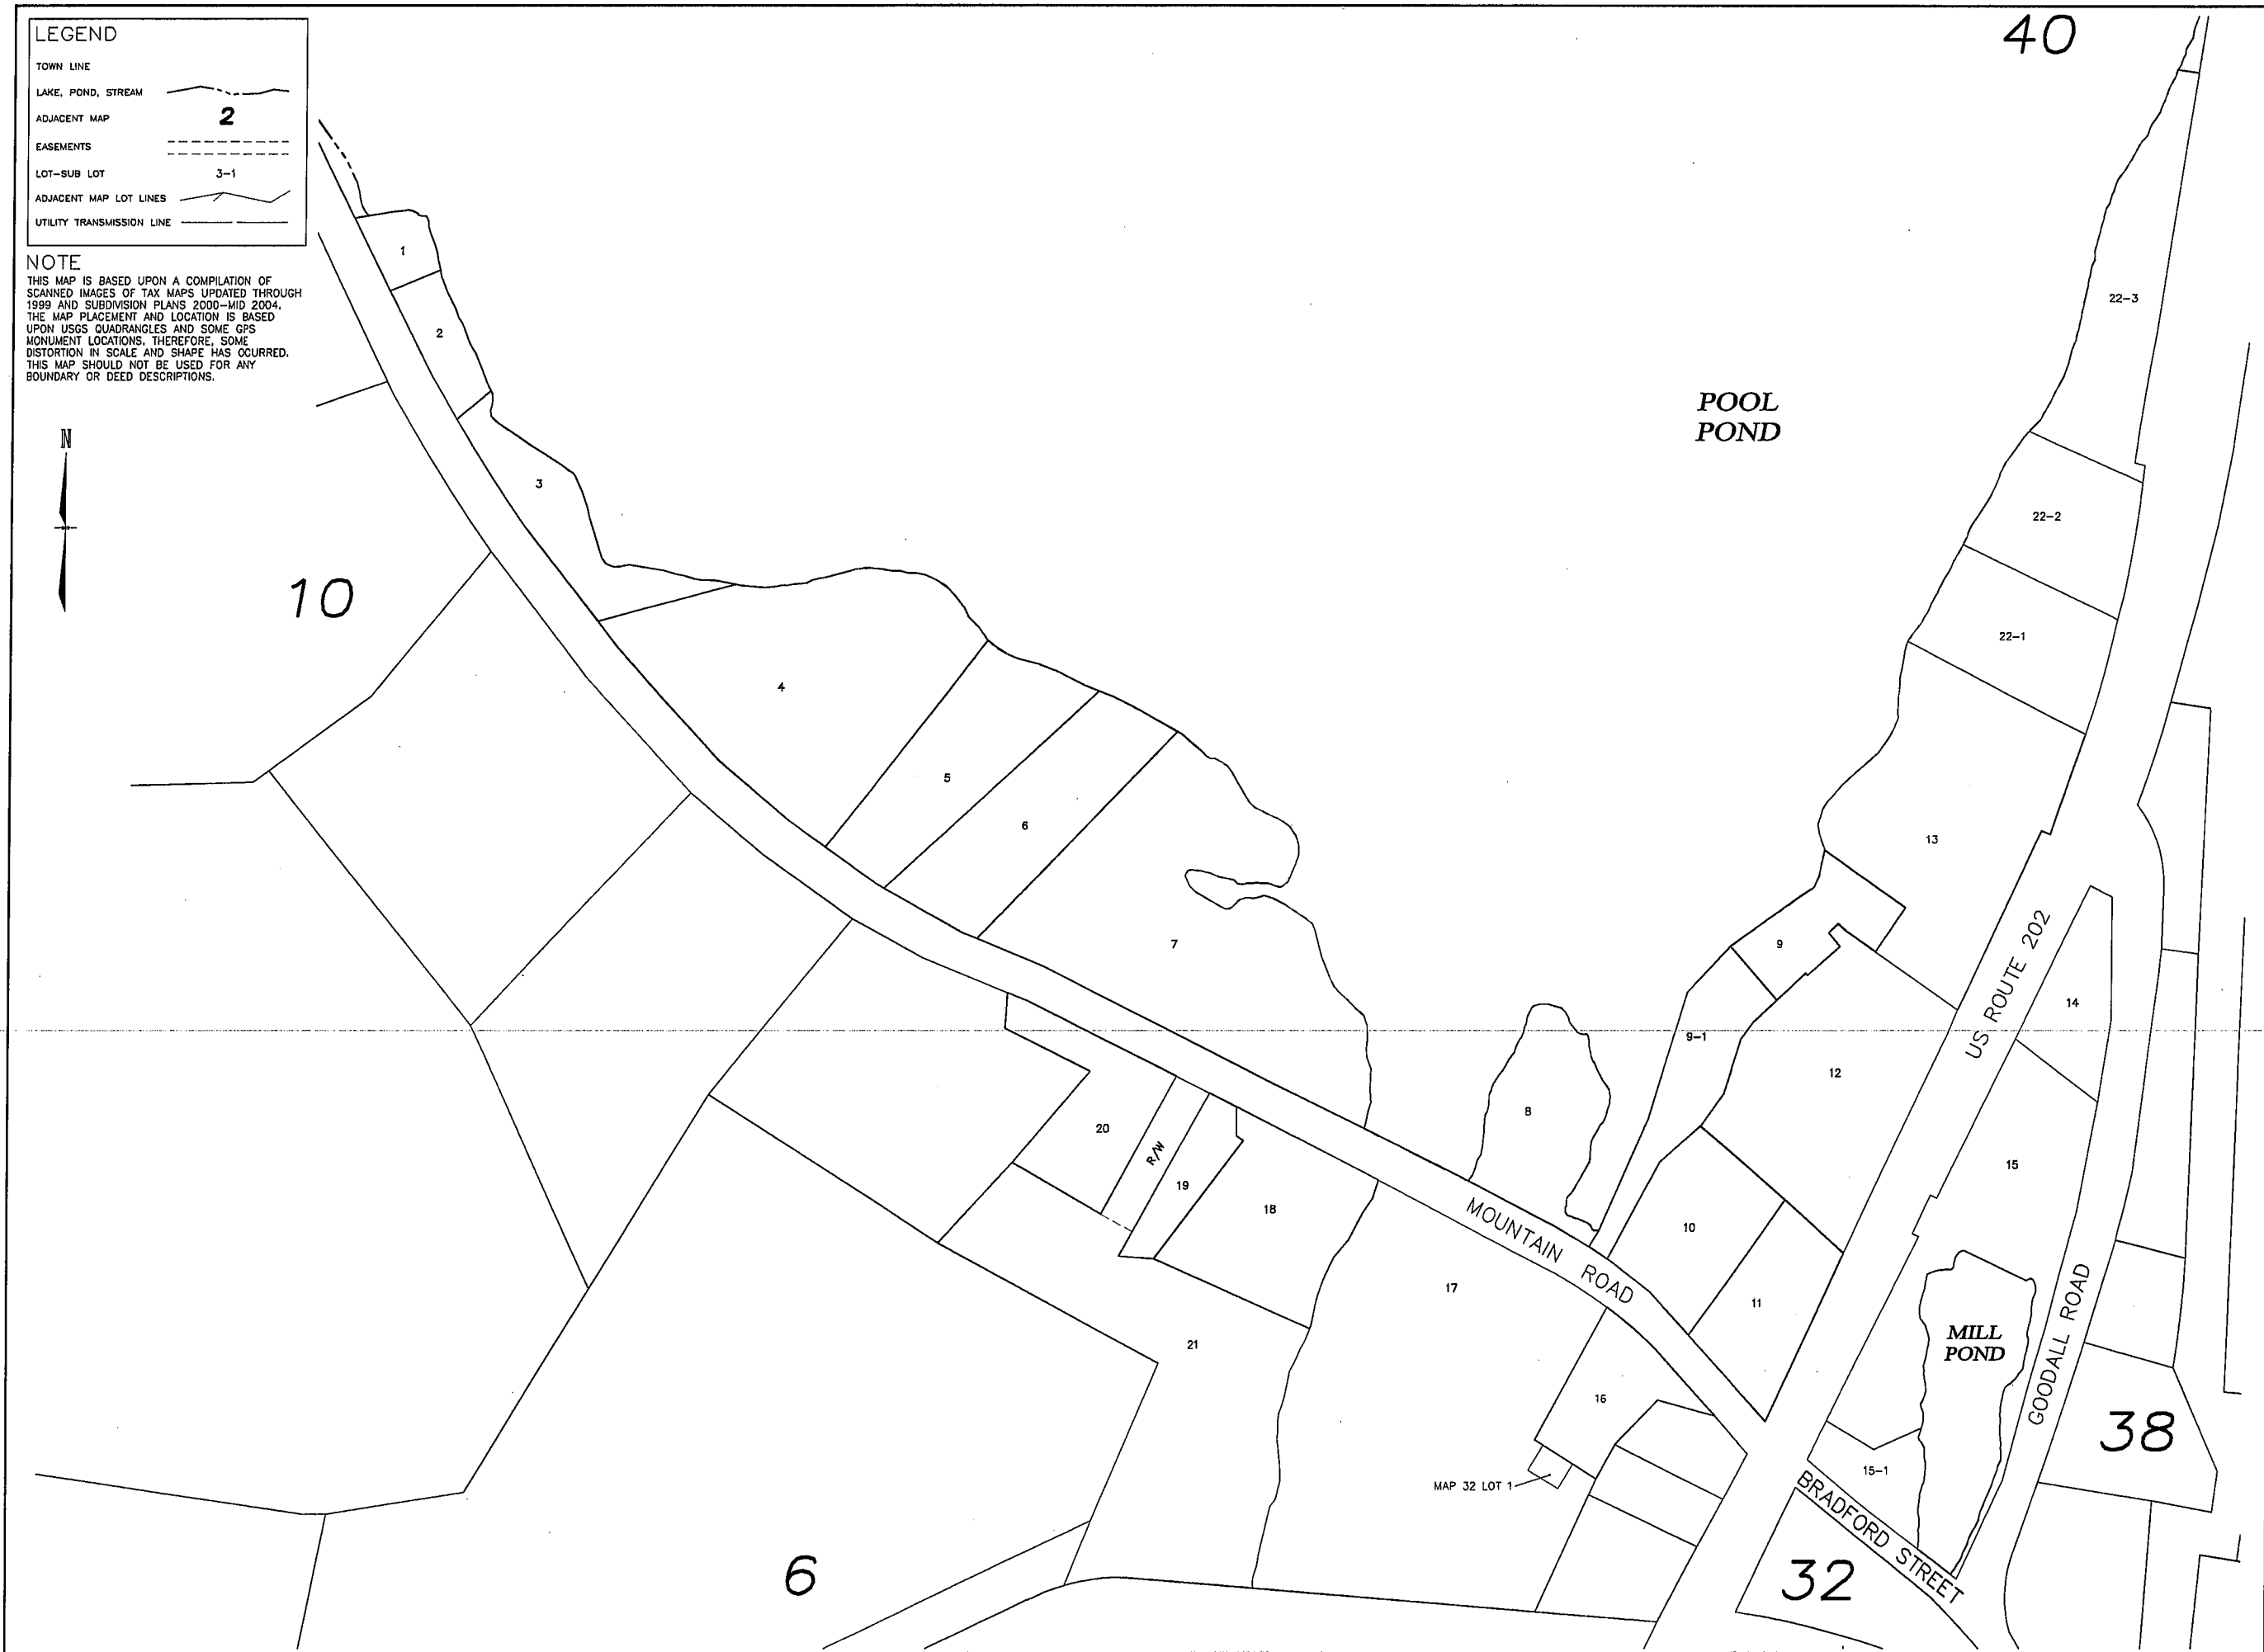 LEGEND
TOWN LINE
LAKE, POND, STREAM
ADJACENT MAP 2
EASEMENTS
LOT-SUB LOT 3-1
ADJACENT MAP LOT LINES
UTILITY TRANSMISSION LINE
NOTE
THIS MAP IS BASED UPON A COMPILATION OF
SCANNED IMAGES OF TAX MAPS UPDATED THROUGH
1999 AND SUBDIVISION PLANS 2000-MID 2004.
THE MAP PLACEMENT AND LOCATION IS BASED
UPON USGS QUADRANGLES AND SOME GPS
MONUMENT LOCATIONS, THEREFORE, SOME
DISTORTION IN SCALE AND SHAPE HAS OCURRED.
THIS MAP SHOULD NOT BE USED FOR ANY
BOUNDARY OR DEED DESCRIPTIONS.
N
40
1
2
3
22-3
POOL
POND
22-2
10
22-1
4
5
6
13
7
9
US ROUTE 202
14
9-1
12
8
20
R/W
19
15
18
10
MOUNTAIN ROAD
17
11
21
MILL
POND
GOODALL ROAD
16
38
15-1
MAP 32 LOT 1
BRADFORD STREET
6
32